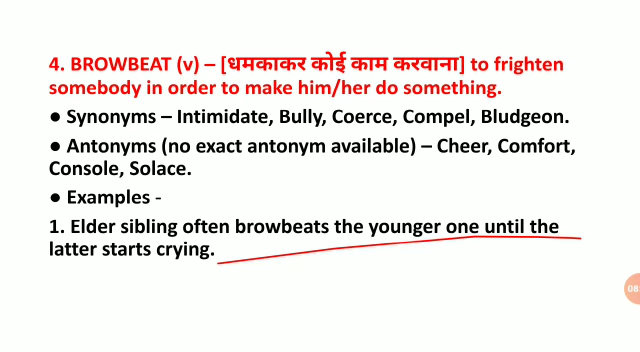 4. BROWBEAT (v) – [धमकाकर कोई काम करवाना] to frighten
somebody in order to make him/her do something.
● Synonyms – Intimidate, Bully, Coerce, Compel, Bludgeon.
● Antonyms (no exact antonym available) – Cheer, Comfort,
Console, Solace.
● Examples -
1. Elder sibling often browbeats the younger one until the
latter starts crying.